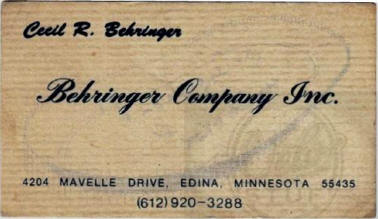 Cecil R. Behringer
Behringer Company Inc.
4204 MAVELLE DRIVE, EDINA, MINNESOTA 55435
(612) 920-3288